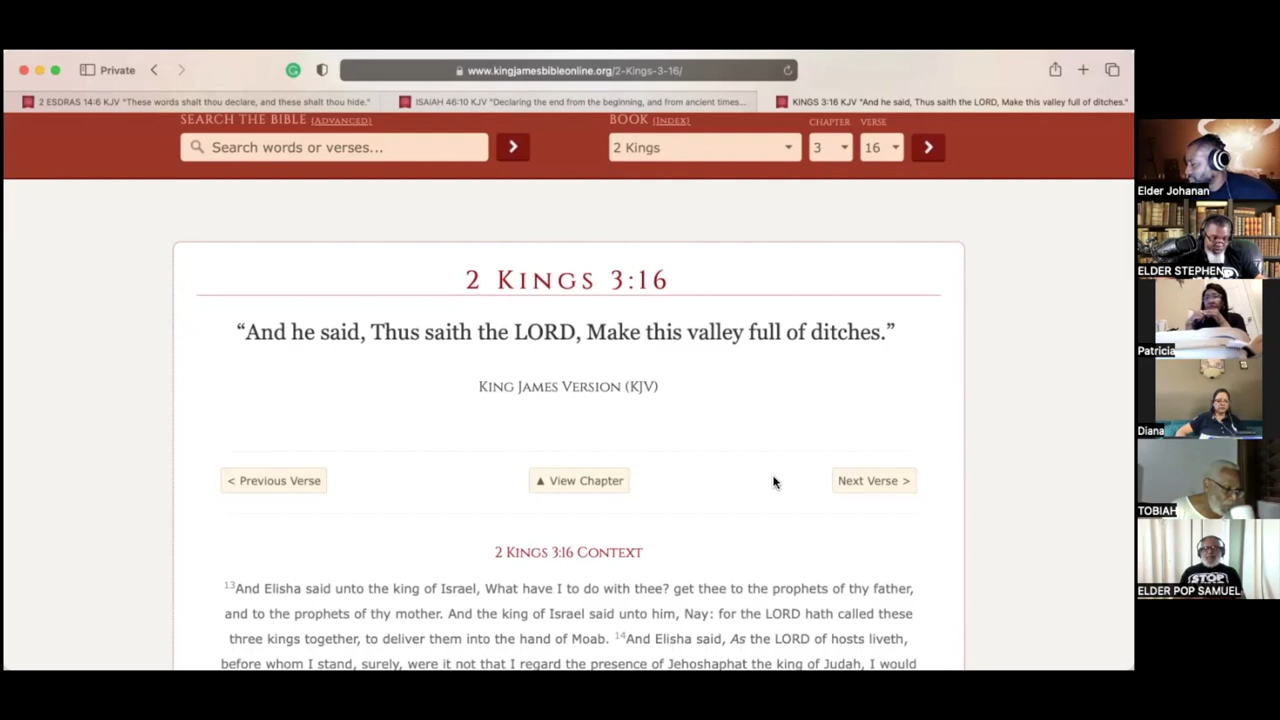 Private
www.kingjamesbibleonline.org/2-Kings-3-16/
2 ESDRAS 14:6 KJV "These words shalt thou declare, and these shalt thou hide."
ISAIAH 46:10 KJV "Declaring the end from the beginning, and from ancient times...
KINGS 3:16 KJV "And he said, Thus saith the LORD, Make this valley full of ditches."
SEARCH THE BIBLE (ADVANCED)
BOOK (INDEX)
CHAPTER
VERSE
Search words or verses...
2 Kings
3
16
2 KINGS 3:16
“And he said, Thus saith the LORD, Make this valley full of ditches.”
KING JAMES VERSION (KJV)
< Previous Verse
▲ View Chapter
Next Verse >
2 KINGS 3:16 CONTEXT
13And Elisha said unto the king of Israel, What have I to do with thee? get thee to the prophets of thy father,
and to the prophets of thy mother. And the king of Israel said unto him, Nay: for the LORD hath called these
three kings together, to deliver them into the hand of Moab. 14And Elisha said, As the LORD of hosts liveth,
before whom I stand, surely, were it not that I regard the presence of Jehoshaphat the king of Judah, I would
Elder Johanan
ELDER STEPHEN
Patricia
Diana
TOBIAH
STOP
ELDER POP SAMUEL